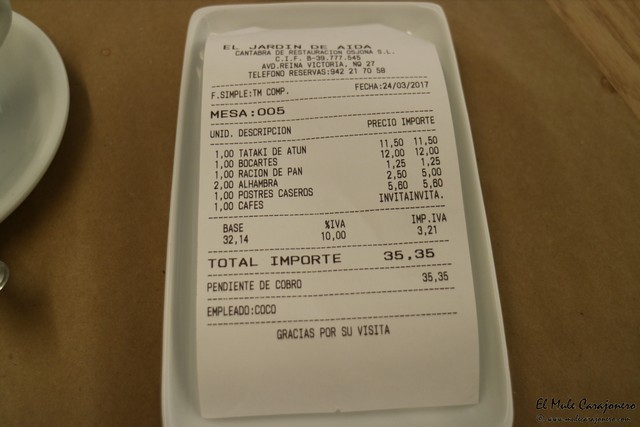 EL JARDIN DE AIDA
CANTABRA DE RESTAURACION OSJONA S.L.
C.I.F. B-39.777.545
AVD.REINA VICTORIA, Nº 27
TELEFONO RESERVAS:942 21 70 58
F.SIMPLE:TM COMP. FECHA:24/03/2017
MESA:005
UNID. DESCRIPCION PRECIO IMPORTE
1,00 TATAKI DE ATUN 11,50 11,50
1,00 BOCARTES 12,00 12,00
1,00 RACION DE PAN 1,25 1,25
2,00 ALHAMBRA 2,50 5,00
1,00 POSTRES CASEROS 5,60 5,60
1,00 CAFES INVITAINVITA.
BASE %IVA IMP.IVA
32,14 10,00 3,21
TOTAL IMPORTE 35,35
PENDIENTE DE COBRO 35,35
EMPLEADO:COCO
GRACIAS POR SU VISITA
El Mule Carajonero
© www.mulecarajonero.com